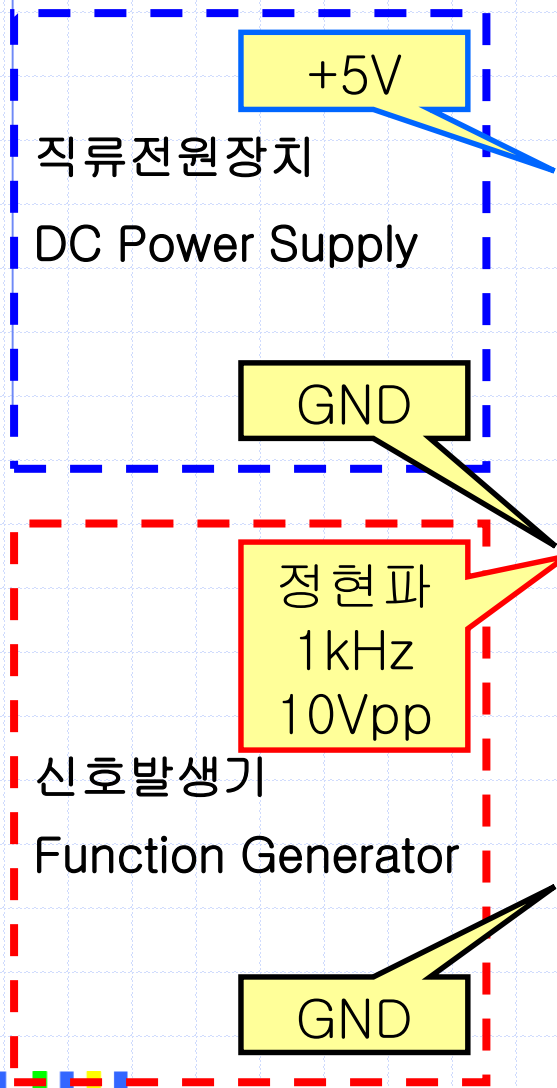 +5V
직류전원장치
DC Power Supply
GND
정현파
1kHz
10Vpp
신호발생기
Function Generator
GND